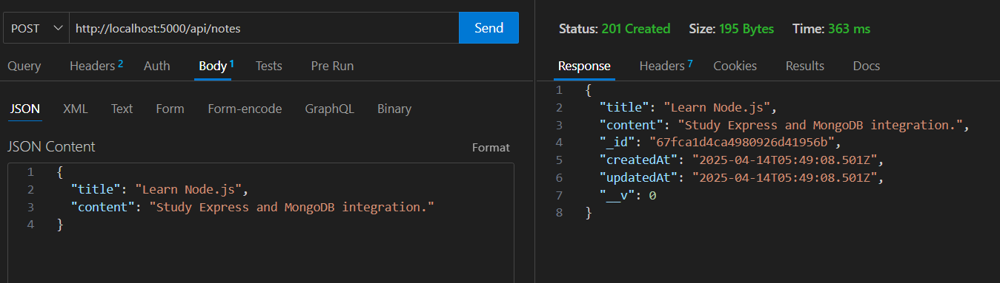 POST http://localhost:5000/api/notes Send
Query Headers 2 Auth Body 1 Tests Pre Run
JSON XML Text Form Form-encode GraphQL Binary
JSON Content Format
1 {
2 "title": "Learn Node.js",
3 "content": "Study Express and MongoDB integration."
4 }
Status: 201 Created Size: 195 Bytes Time: 363 ms
Response Headers 7 Cookies Results Docs
1 {
2 "title": "Learn Node.js",
3 "content": "Study Express and MongoDB integration.",
4 "_id": "67fca1d4ca4980926d41956b",
5 "createdAt": "2025-04-14T05:49:08.501Z",
6 "updatedAt": "2025-04-14T05:49:08.501Z",
7 "__v": 0
8 }